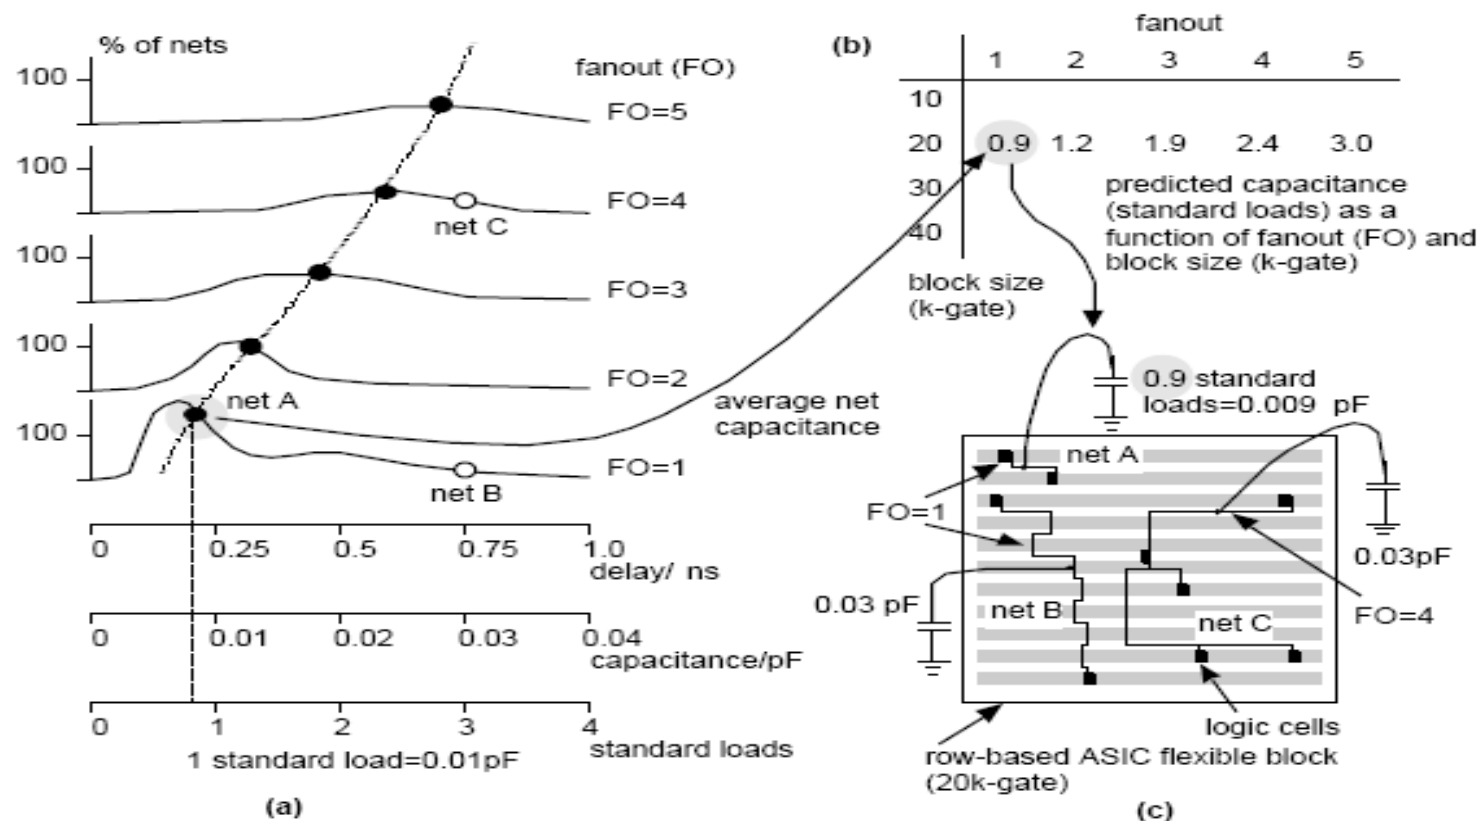 % of nets
fanout (FO)
100
FO=5
100
FO=4
net C
100
FO=3
100
FO=2
net A
100
FO=1
net B
average net
capacitance
0 0.25 0.5 0.75 1.0
delay/ ns
0 0.01 0.02 0.03 0.04
capacitance/pF
0 1 2 3 4
standard loads
1 standard load=0.01pF
(a)
(b)
fanout
1 2 3 4 5
10
20 0.9 1.2 1.9 2.4 3.0
30
40
block size
(k-gate)
predicted capacitance
(standard loads) as a
function of fanout (FO) and
block size (k-gate)
0.9 standard
loads=0.009 pF
net A
FO=1
0.03pF
0.03 pF
net B
net C
FO=4
logic cells
row-based ASIC flexible block
(20k-gate)
(c)